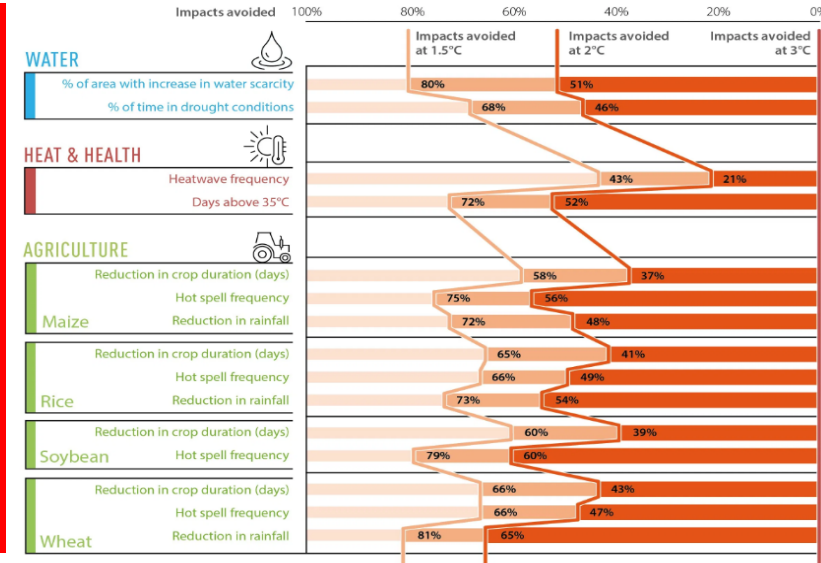 Impacts avoided 100% 80% 60% 40% 20% 0%
Impacts avoided
at 1.5°C
Impacts avoided
at 2°C
Impacts avoided
at 3°C
WATER
% of area with increase in water scarcity 80% 51%
% of time in drought conditions 68% 46%
HEAT & HEALTH
Heatwave frequency 43% 21%
Days above 35°C 72% 52%
AGRICULTURE
Reduction in crop duration (days) 58% 37%
Hot spell frequency 75% 56%
Maize Reduction in rainfall 72% 48%
Reduction in crop duration (days) 65% 41%
Hot spell frequency 66% 49%
Rice Reduction in rainfall 73% 54%
Reduction in crop duration (days) 60% 39%
Soybean Hot spell frequency 79% 60%
Reduction in crop duration (days) 66% 43%
Hot spell frequency 66% 47%
Wheat Reduction in rainfall 81% 65%